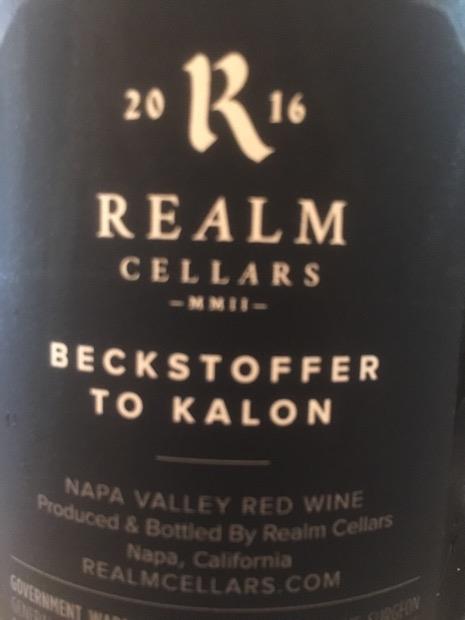 20 R 16
REALM
CELLARS
–MMII–
BECKSTOFFER
TO KALON
NAPA VALLEY RED WINE
Produced & Bottled By Realm Cellars
Napa, California
REALMCELLARS.COM
GOVERNMENT
SURGEON